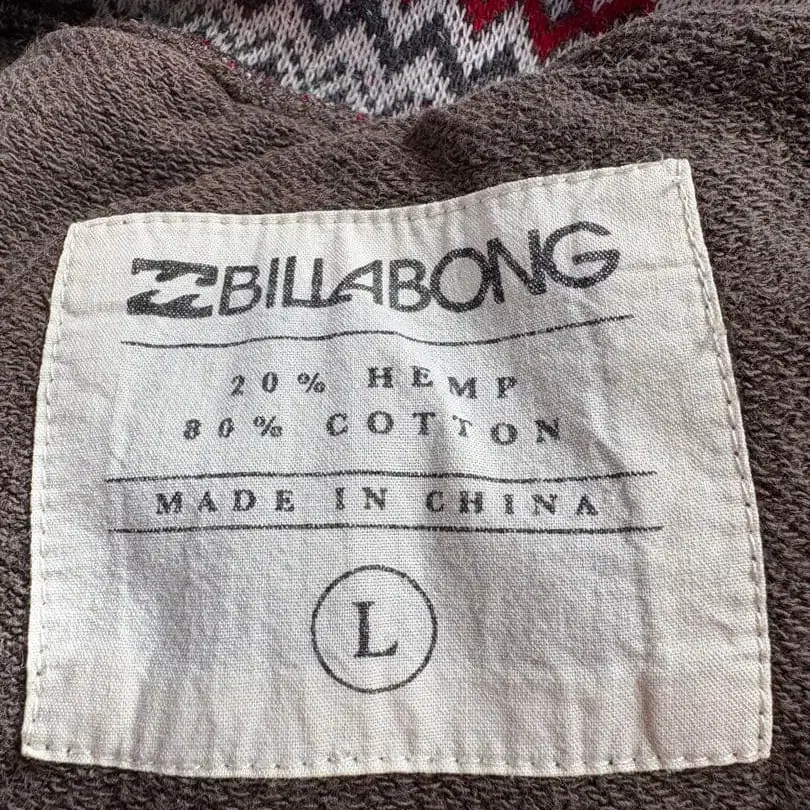 BILLABONG
20% HEMP
80% COTTON
MADE IN CHINA
L